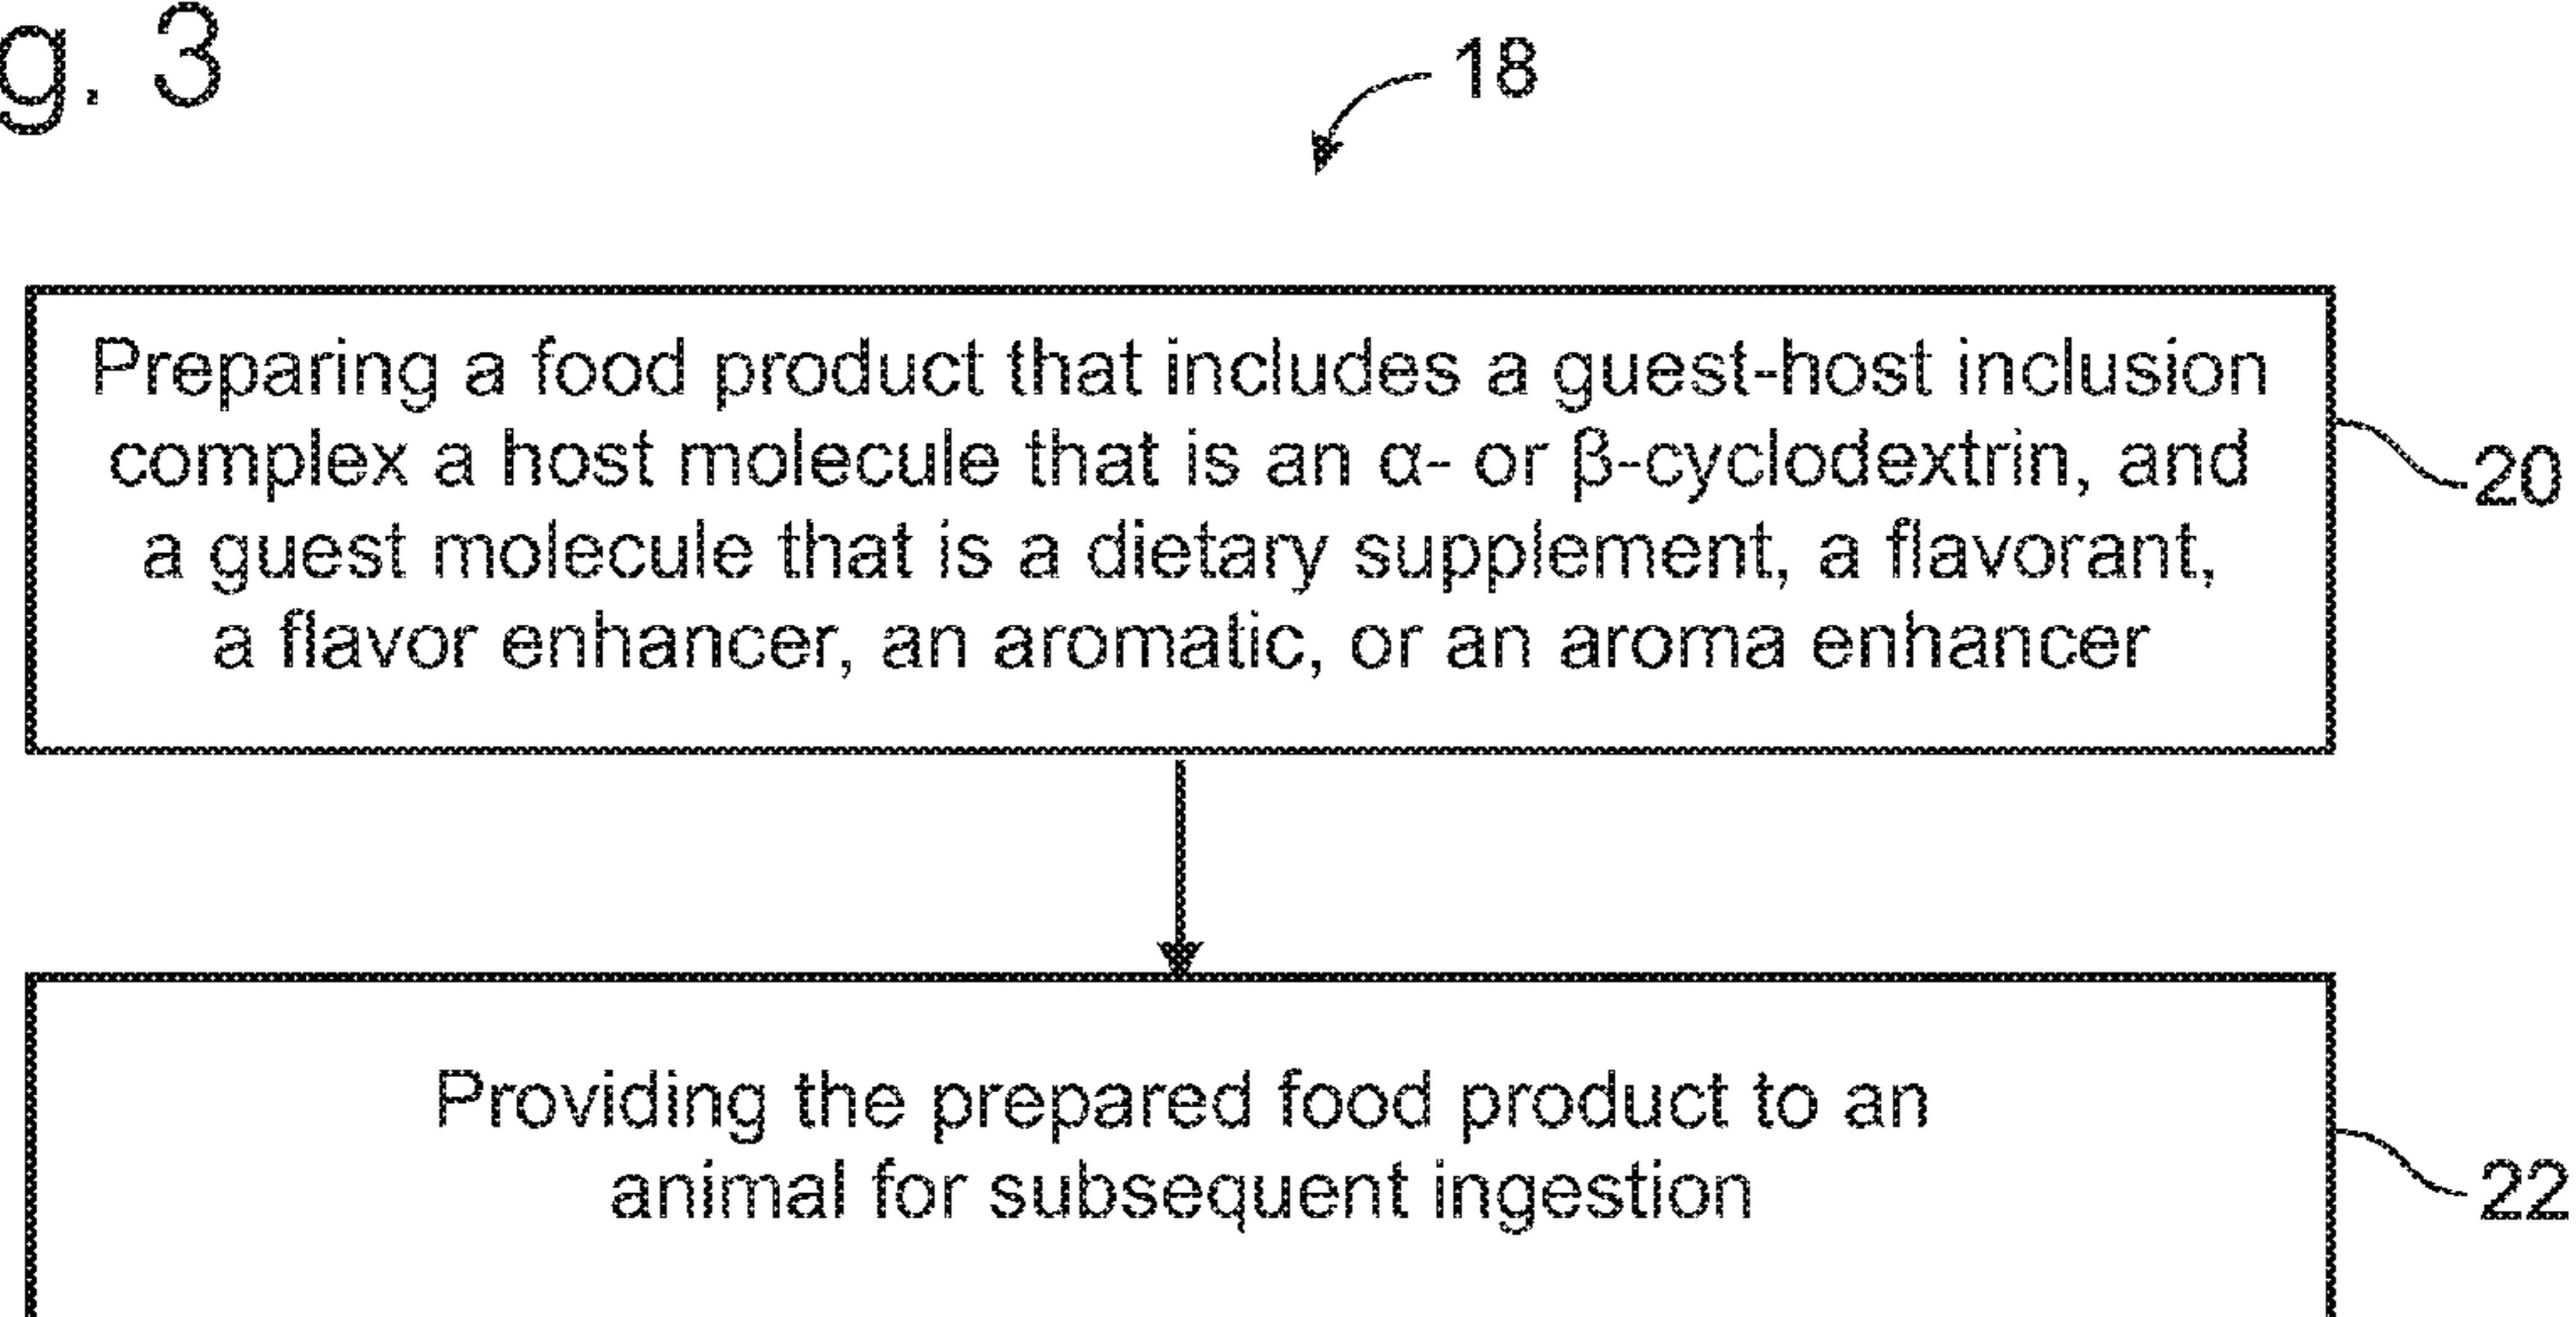 g. 3
18
Preparing a food product that includes a guest-host inclusion
complex a host molecule that is an α- or β-cyclodextrin, and
a guest molecule that is a dietary supplement, a flavorant,
a flavor enhancer, an aromatic, or an aroma enhancer
20
Providing the prepared food product to an
animal for subsequent ingestion
22